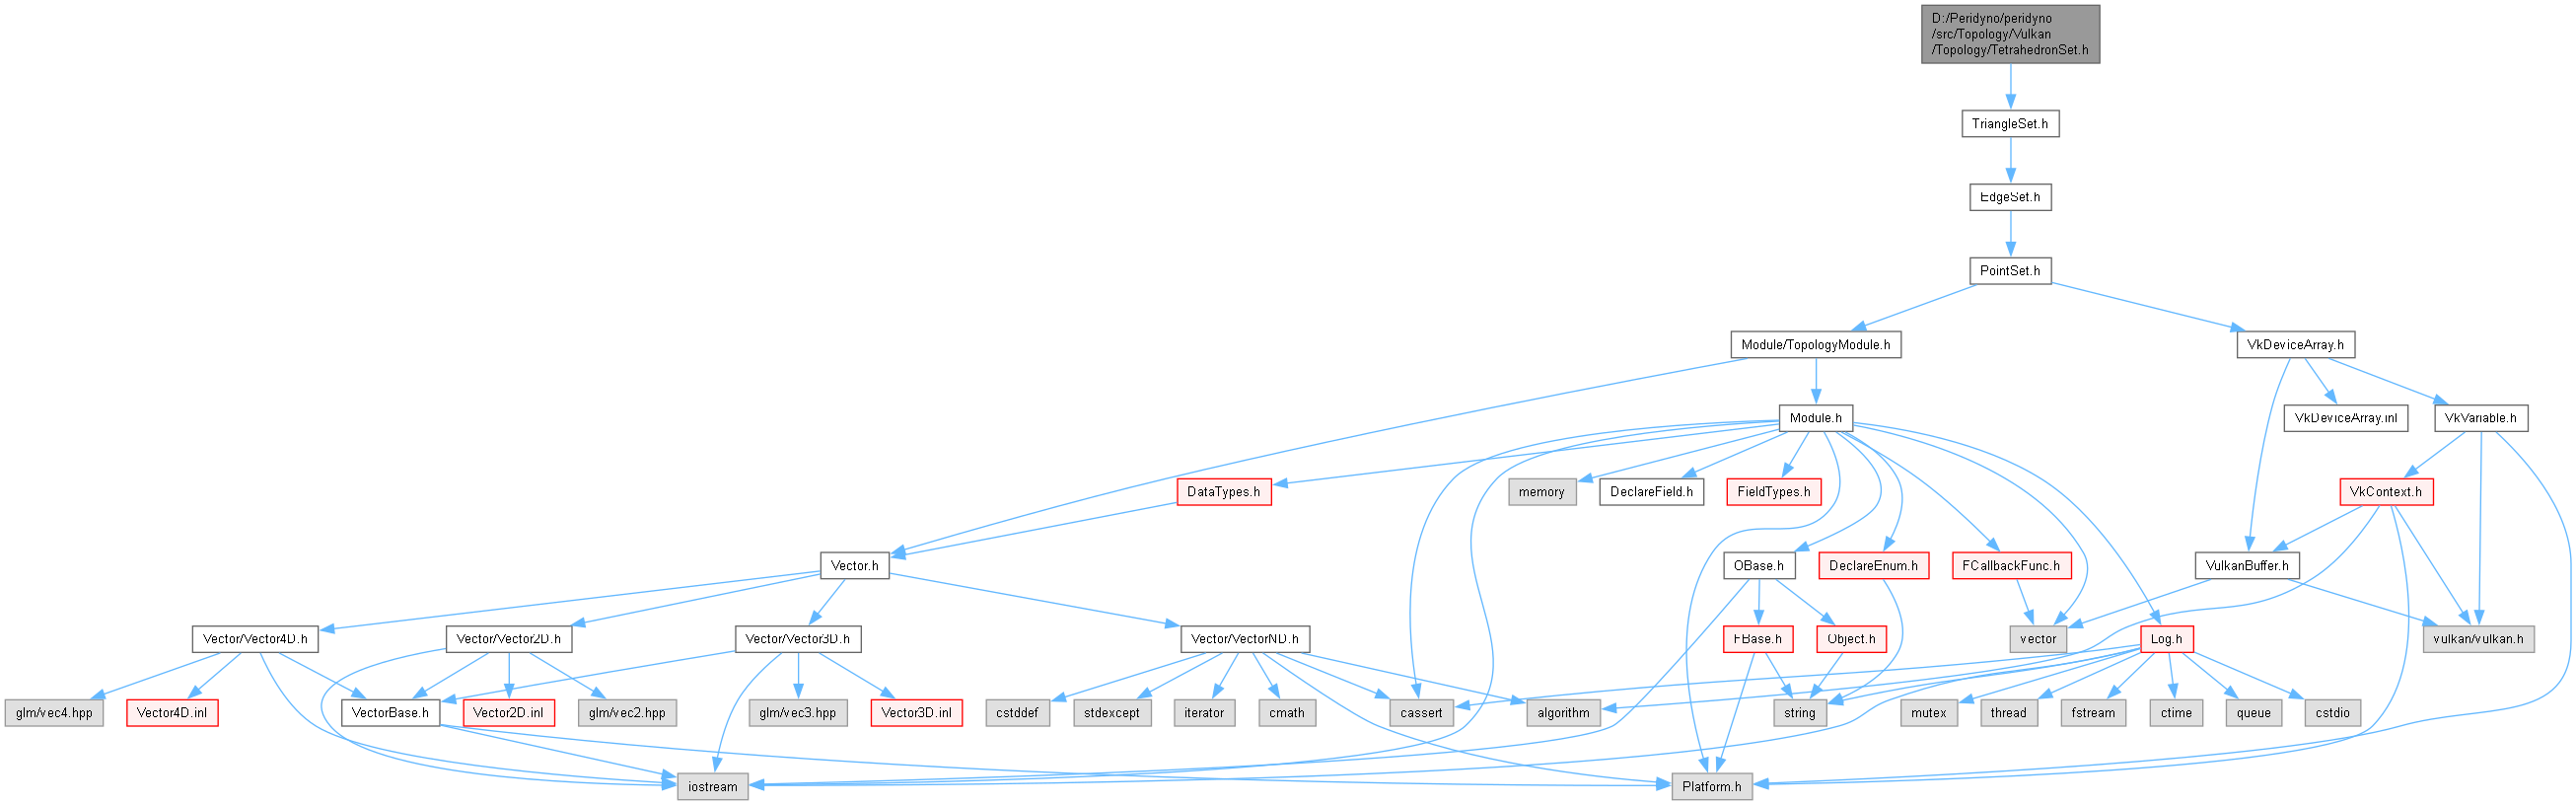 D:/Peridyno/peridyno
/src/Topology/Vulkan
/Topology/TetrahedronSet.h
TriangleSet.h
EdgeSet.h
PointSet.h
Module/TopologyModule.h
VkDeviceArray.h
Module.h
VkDeviceArray.inl
VkVariable.h
DataTypes.h
memory
DeclareField.h
FieldTypes.h
VkContext.h
Vector.h
OBase.h
DeclareEnum.h
FCallbackFunc.h
VulkanBuffer.h
Vector/Vector4D.h
Vector/Vector2D.h
Vector/Vector3D.h
Vector/VectorND.h
FBase.h
Object.h
vector
Log.h
vulkan/vulkan.h
glm/vec4.hpp
Vector4D.inl
VectorBase.h
Vector2D.inl
glm/vec2.hpp
glm/vec3.hpp
Vector3D.inl
cstddef
stdexcept
iterator
cmath
cassert
algorithm
string
mutex
thread
fstream
ctime
queue
cstdio
iostream
Platform.h